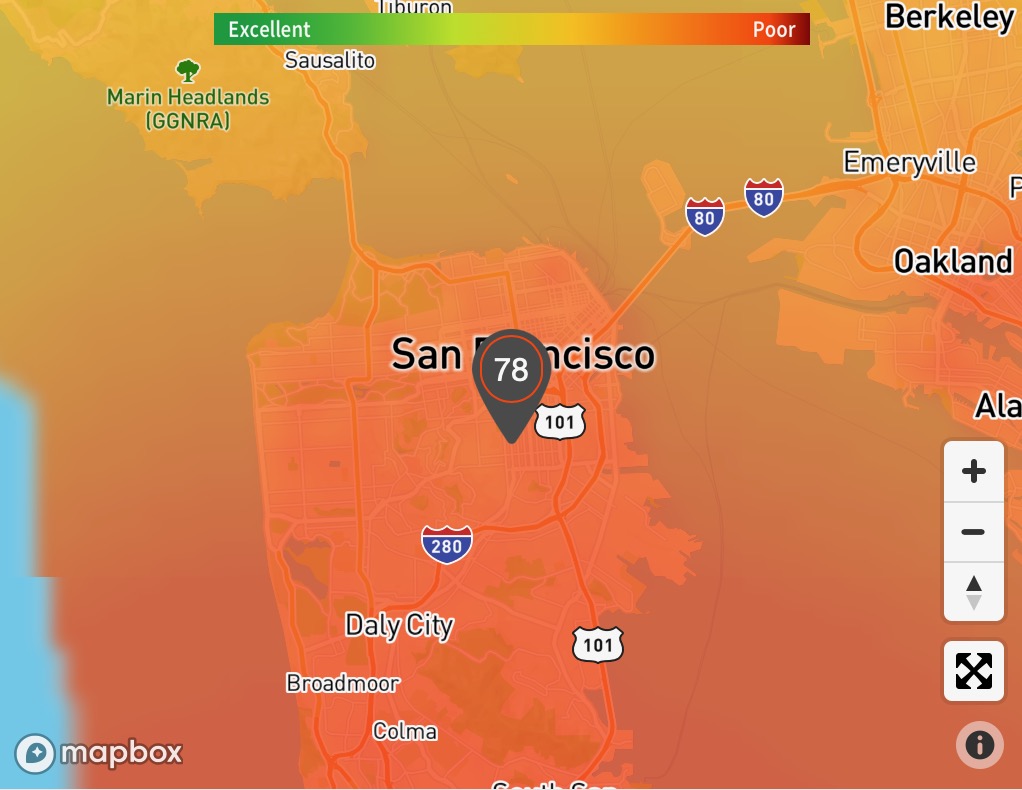 Tiburon
Berkeley
Excellent
Poor
Sausalito
Marin Headlands
(GGNRA)
Emeryville
80
80
P
Oakland
San Francisco
78
Ala
101
280
Daly City
101
Broadmoor
Colma
mapbox
South San